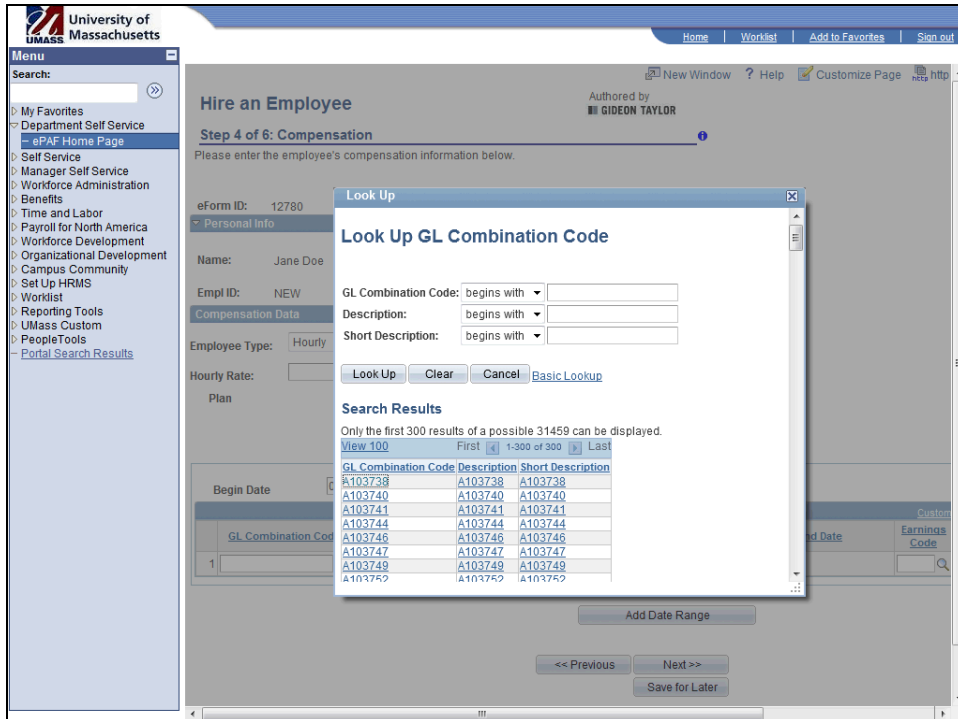 University of
UMASS Massachusetts
Home Worklist Add to Favorites Sign out
Menu
Search:
My Favorites
Department Self Service
– ePAF Home Page
Self Service
Manager Self Service
Workforce Administration
Benefits
Time and Labor
Payroll for North America
Workforce Development
Organizational Development
Campus Community
Set Up HRMS
Worklist
Reporting Tools
UMass Custom
PeopleTools
– Portal Search Results
New Window ? Help Customize Page http
Hire an Employee
Authored by
GIDEON TAYLOR
Step 4 of 6: Compensation
Please enter the employee's compensation information below.
eForm ID: 12780
Personal Info
Name: Jane Doe
Empl ID: NEW
Compensation Data
Employee Type: Hourly
Hourly Rate:
Plan
Begin Date
Custom
GL Combination Cod
nd Date
Earnings
Code
1
Look Up
Look Up GL Combination Code
GL Combination Code: begins with
Description: begins with
Short Description: begins with
Look Up Clear Cancel Basic Lookup
Search Results
Only the first 300 results of a possible 31459 can be displayed.
View 100 First 1-300 of 300 Last
GL Combination Code Description Short Description
A103738 A103738 A103738
A103740 A103740 A103740
A103741 A103741 A103741
A103744 A103744 A103744
A103746 A103746 A103746
A103747 A103747 A103747
A103749 A103749 A103749
A103752 A103752 A103752
Add Date Range
<< Previous Next >>
Save for Later